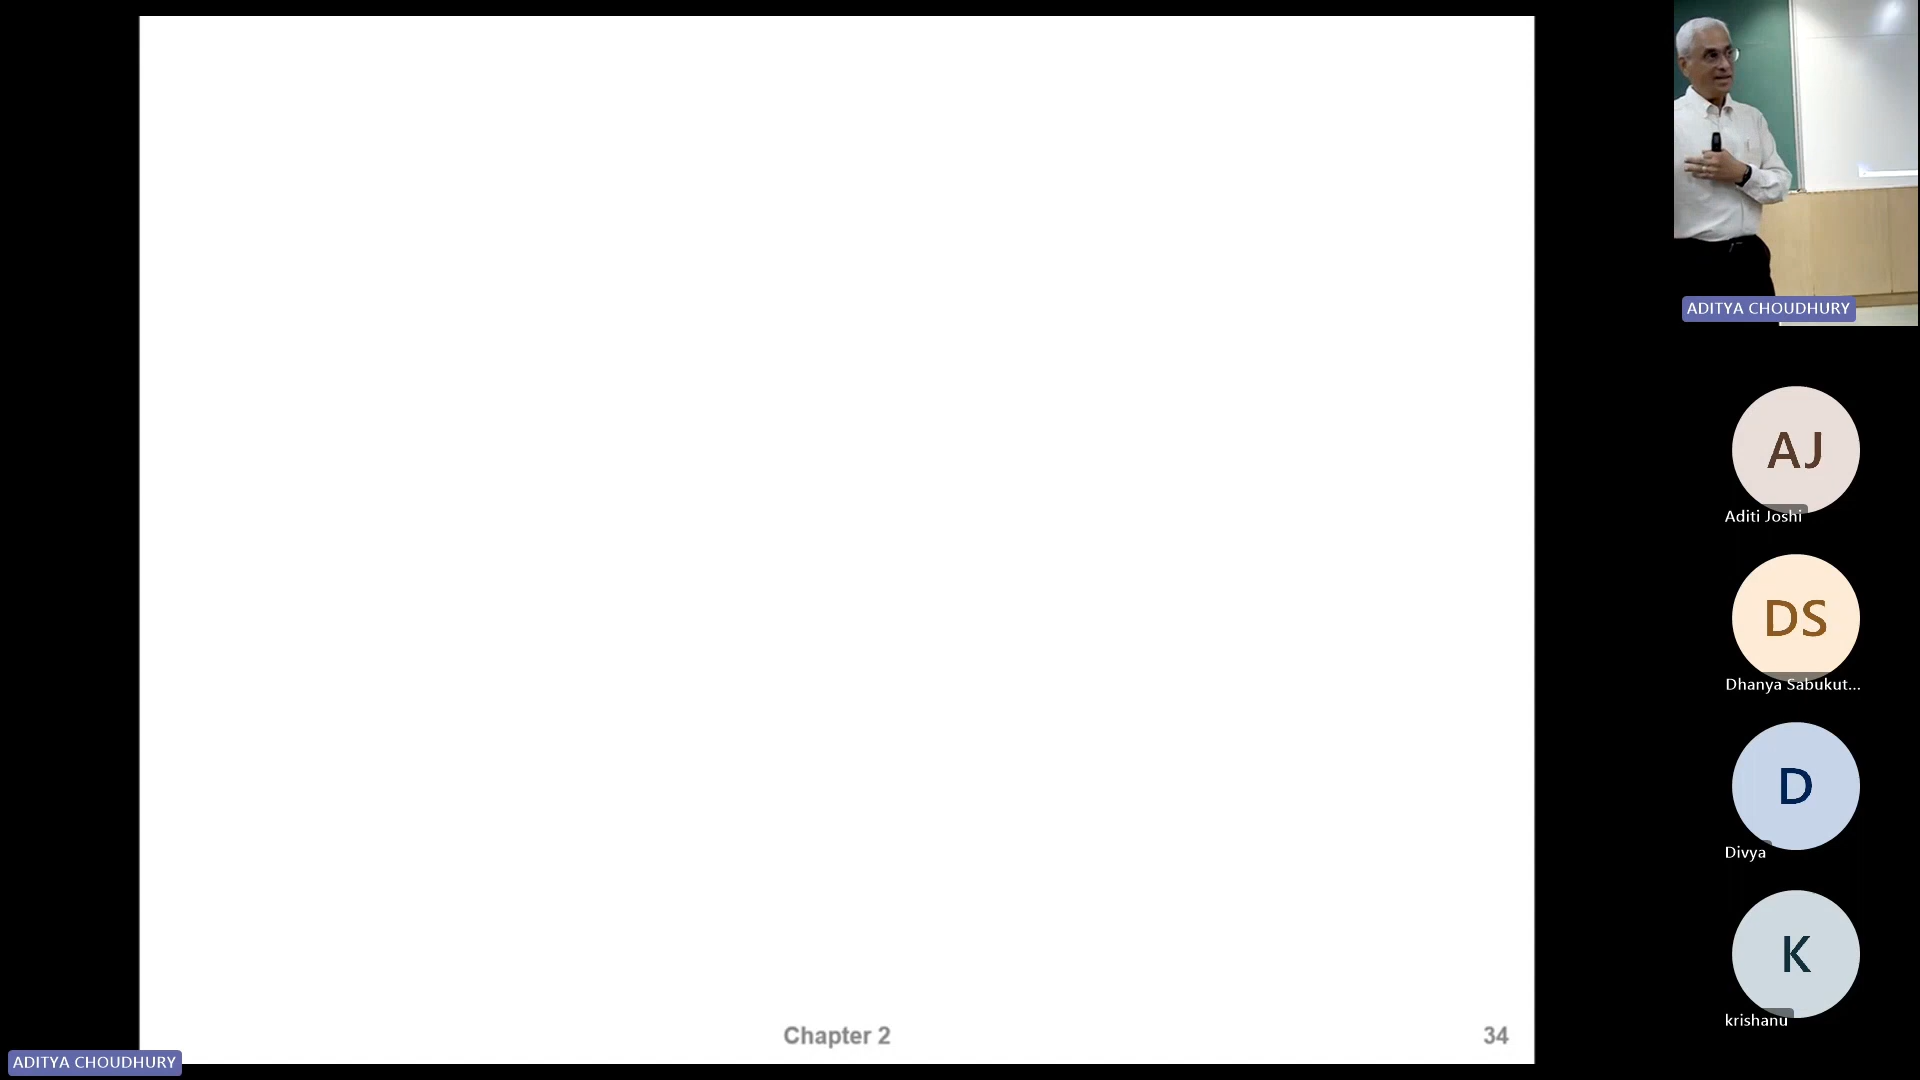 Chapter 2
34
ADITYA CHOUDHURY
ADITYA CHOUDHURY
AJ
Aditi Joshi
DS
Dhanya Sabukut...
D
Divya
K
krishanu